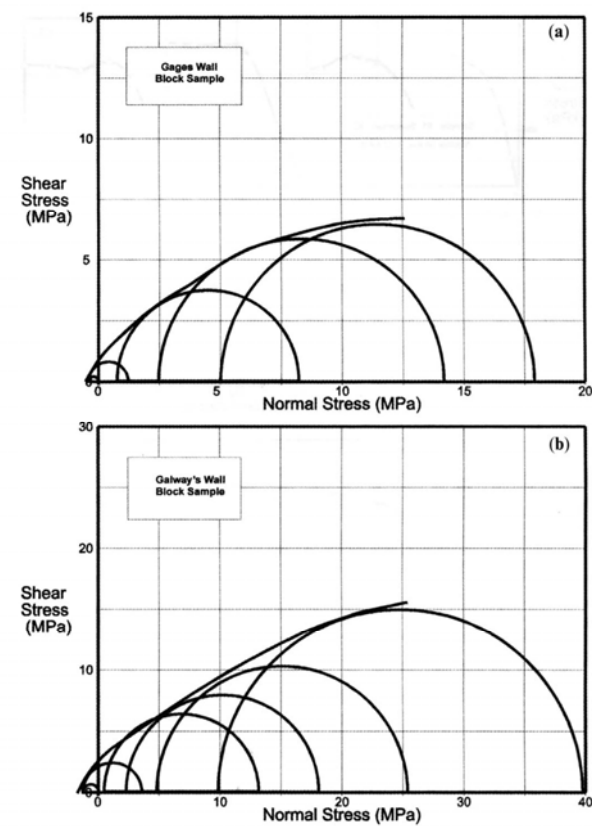 15
(a)
Gages Wall
Block Sample
10
Shear
Stress
(MPa)
5
0
0
5
10
15
20
Normal Stress (MPa)
30
(b)
Galway's Wall
Block Sample
20
Shear
Stress
(MPa)
10
0
0
10
20
30
40
Normal Stress (MPa)